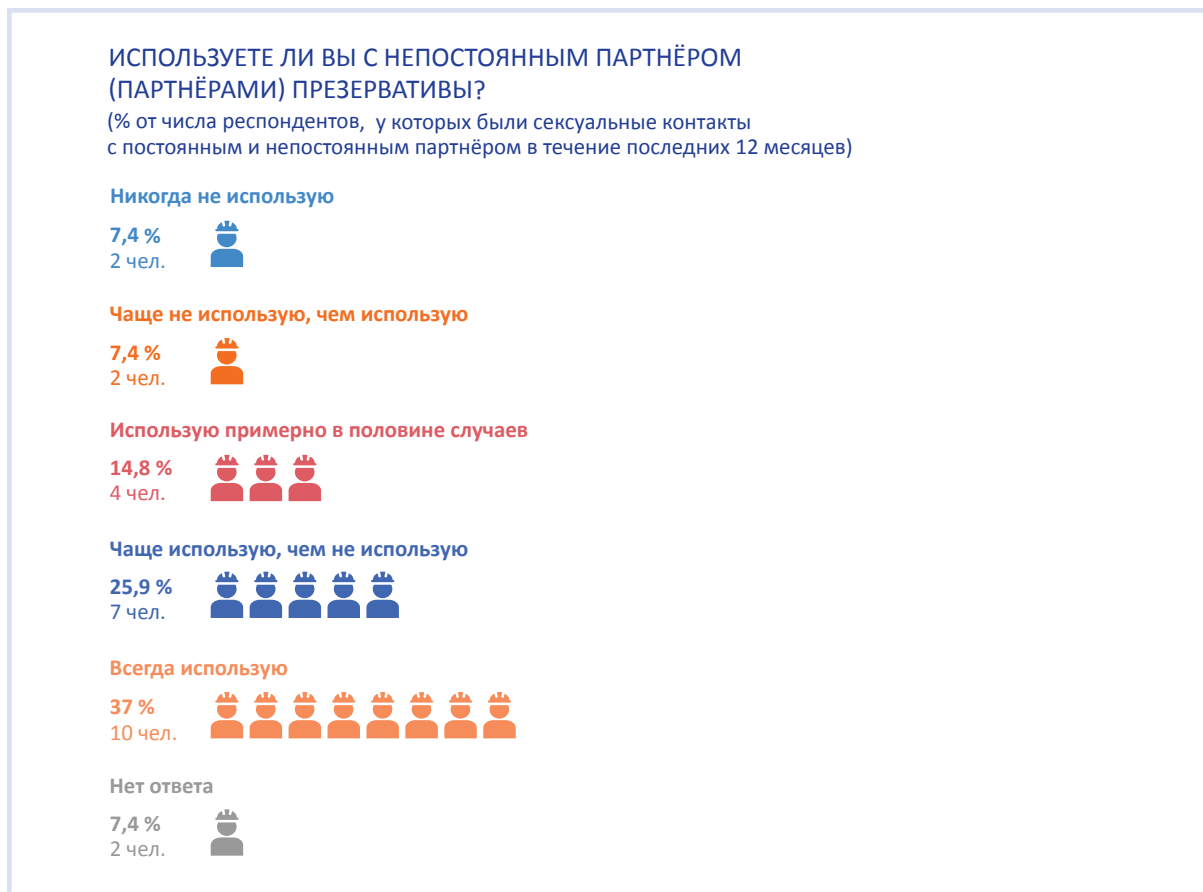 ИСПОЛЬЗУЕТЕ ЛИ ВЫ С НЕПОСТОЯННЫМ ПАРТНЁРОМ
(ПАРТНЁРАМИ) ПРЕЗЕРВАТИВЫ?
(% от числа респондентов, у которых были сексуальные контакты
с постоянным и непостоянным партнёром в течение последних 12 месяцев)
Никогда не использую
7,4 %
2 чел.
Чаще не использую, чем использую
7,4 %
2 чел.
Использую примерно в половине случаев
14,8 %
4 чел.
Чаще использую, чем не использую
25,9 %
7 чел.
Всегда использую
37 %
10 чел.
Нет ответа
7,4 %
2 чел.